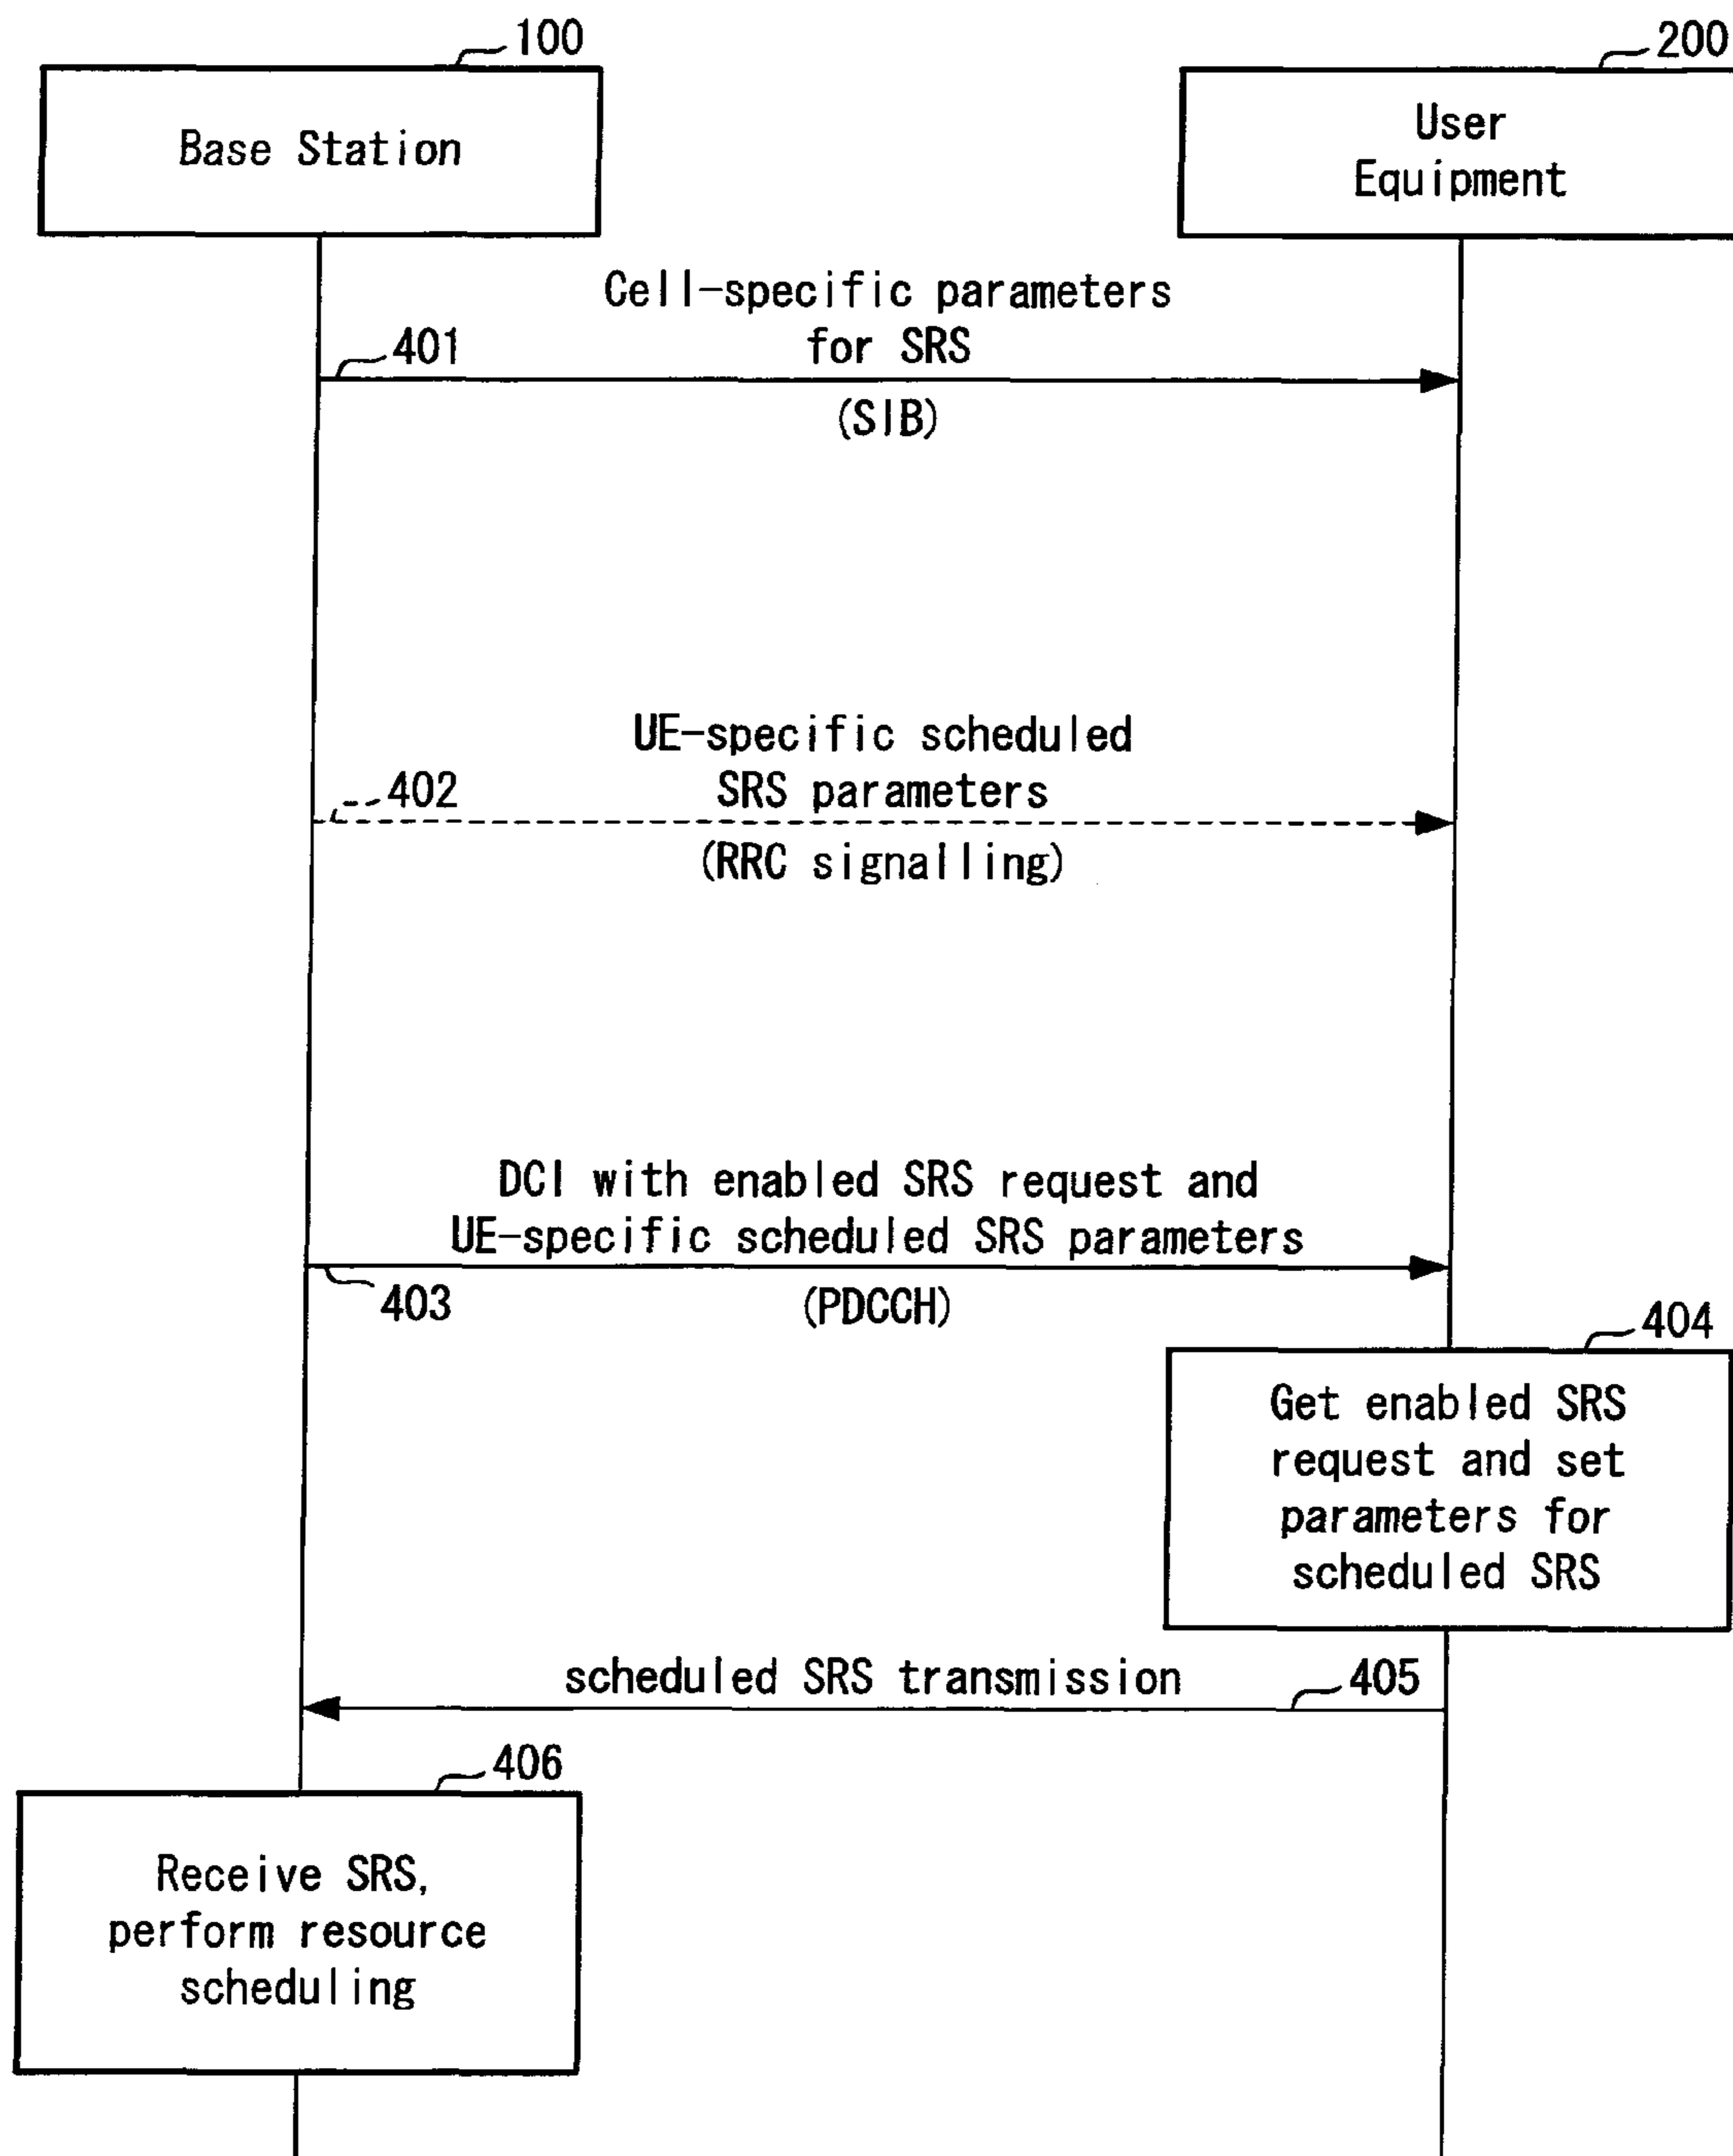 100
Base Station
200
User
Equipment
Cell-specific parameters
for SRS
401
(SIB)
UE-specific scheduled
SRS parameters
402
(RRC signalling)
DCI with enabled SRS request and
UE-specific scheduled SRS parameters
403
(PDCCH)
404
Get enabled SRS
request and set
parameters for
scheduled SRS
scheduled SRS transmission
405
406
Receive SRS,
perform resource
scheduling